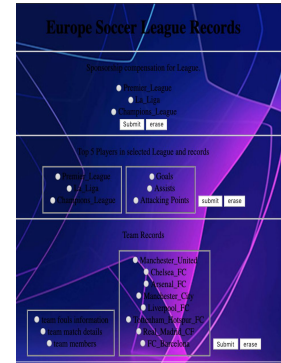 Europe Soccer League Records
Sponsorship compensation for League.
Premier_League
La_Liga
Champions_League
Submit erase
Top 5 Players in selected League and records
Premier_League
La_Liga
Champions_League
Goals
Assists
Attacking Points
submit erase
Team Records
team fouls information
team match details
team members
Manchester_United
Chelsea_FC
Arsenal_FC
Manchester_City
Liverpool_FC
Tottenham_Hotspur_FC
Real_Madrid_CF
FC_Barcelona
Submit erase